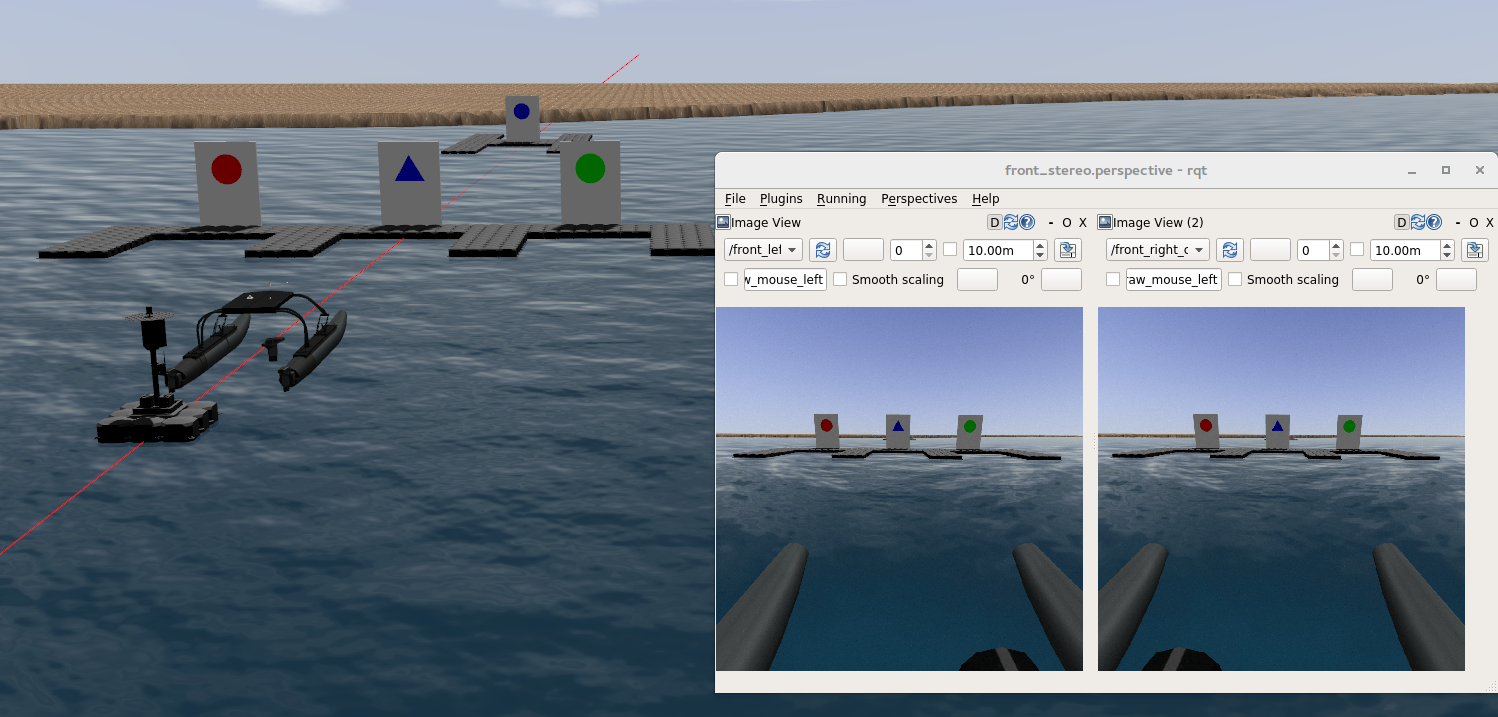 front_stereo.perspective - rqt
File Plugins Running Perspectives Help
Image View D - O X Image View (2) D - O X
/front_lef 0 10.00m /front_right_c 0 10.00m
w_mouse_left Smooth scaling 0° raw_mouse_left Smooth scaling 0°